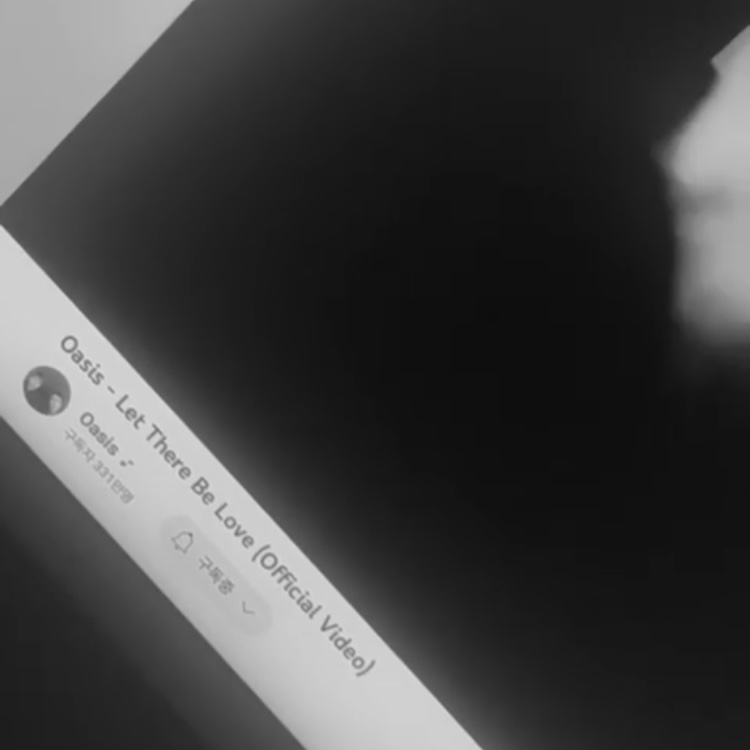 Oasis - Let There Be Love (Official Video)
Oasis
구독자 331만명
구독중